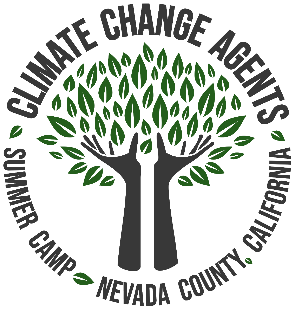 CLIMATE CHANGE AGENTS
SUMMER CAMP
NEVADA COUNTY, CALIFORNIA